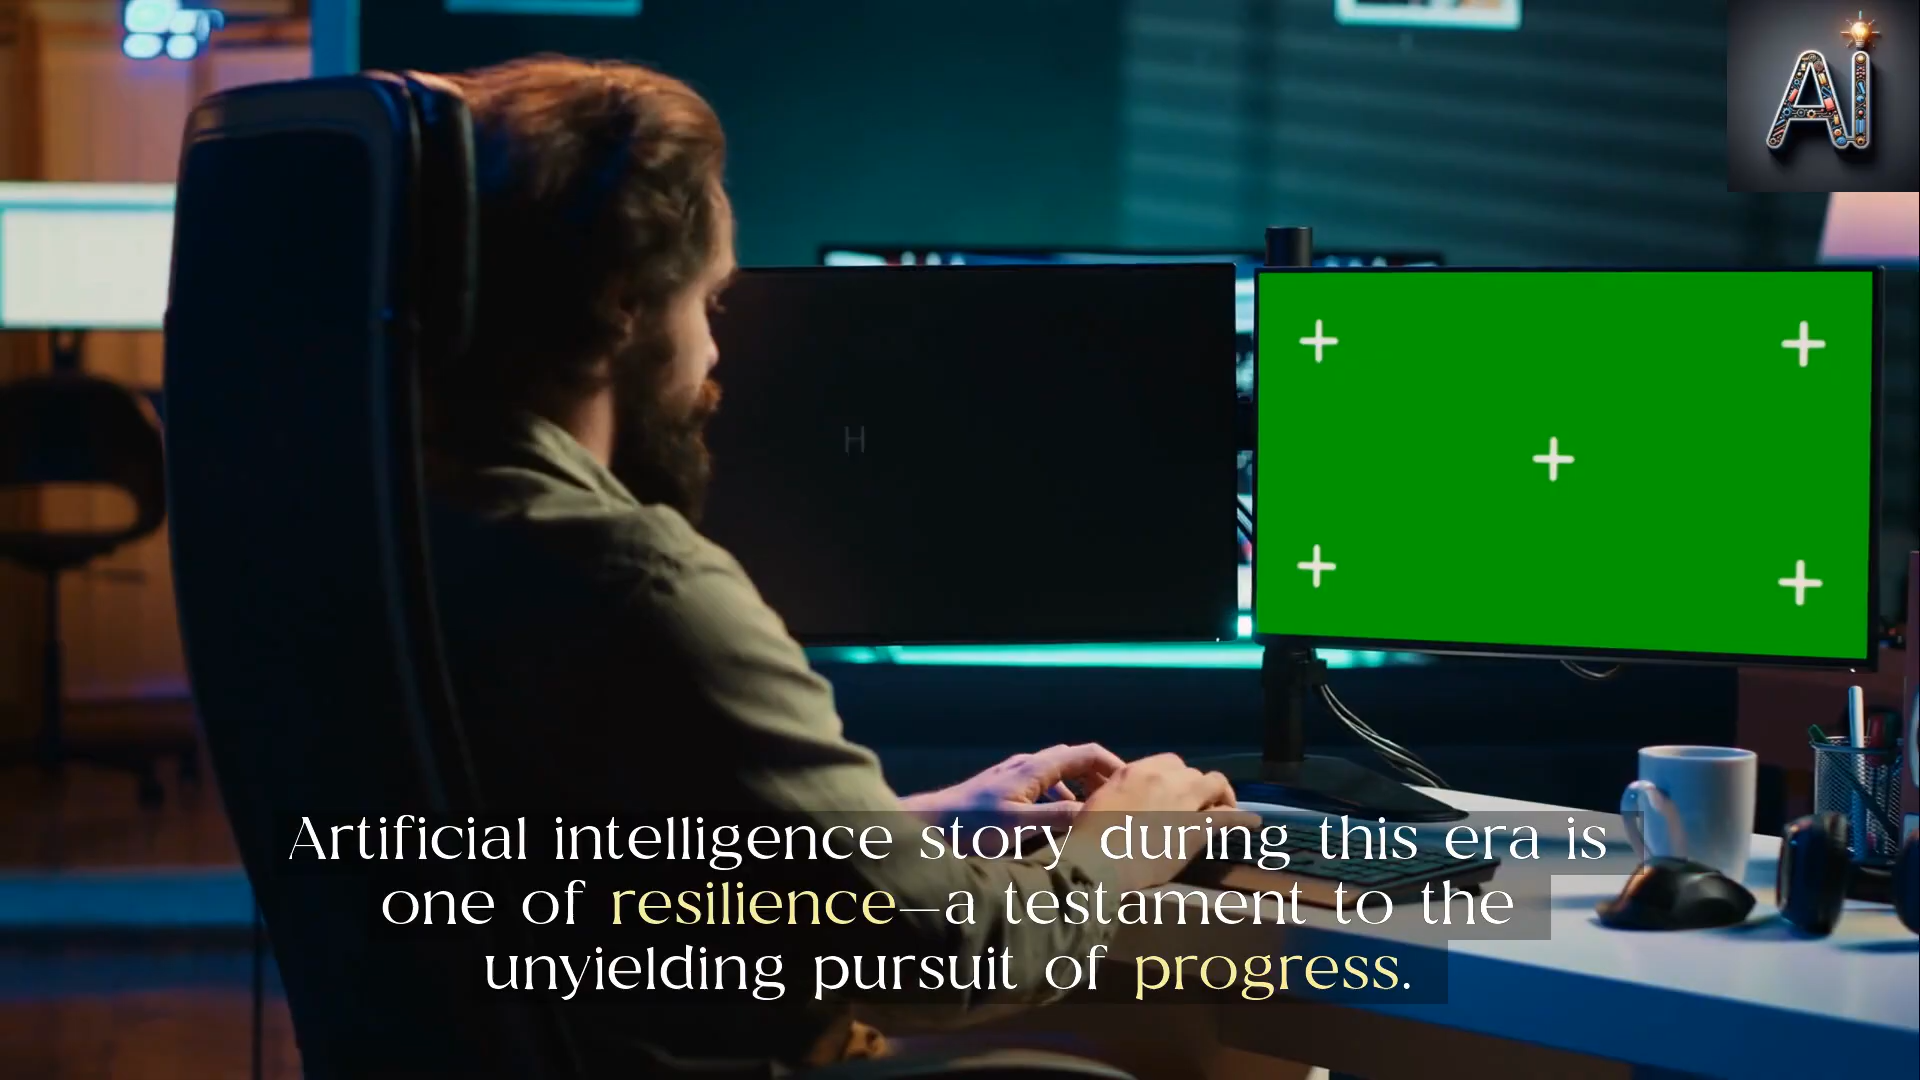 Ai
H
Artificial intelligence story during this era is
one of resilience—a testament to the
unyielding pursuit of progress.